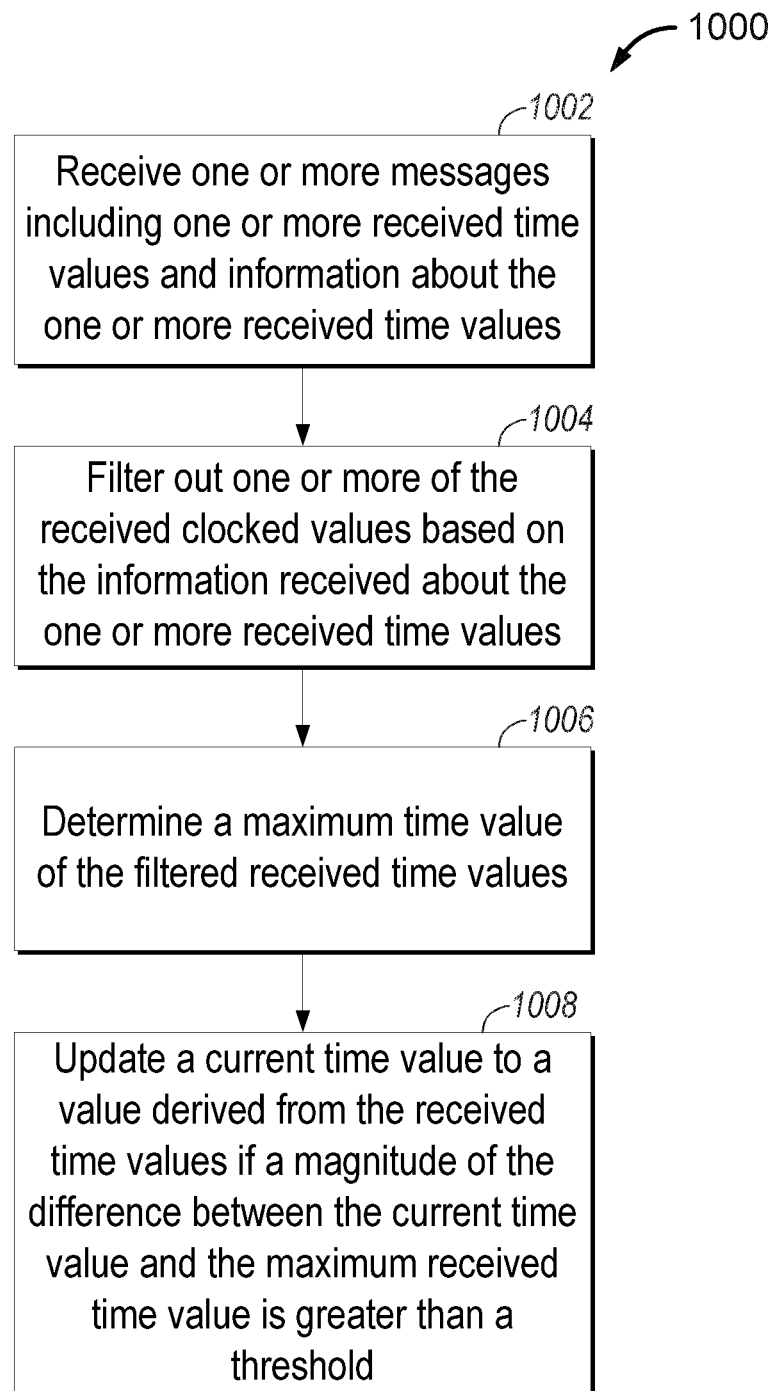 1000
1002
Receive one or more messages
including one or more received time
values and information about the
one or more received time values
1004
Filter out one or more of the
received clocked values based on
the information received about the
one or more received time values
1006
Determine a maximum time value
of the filtered received time values
1008
Update a current time value to a
value derived from the received
time values if a magnitude of the
difference between the current time
value and the maximum received
time value is greater than a
threshold